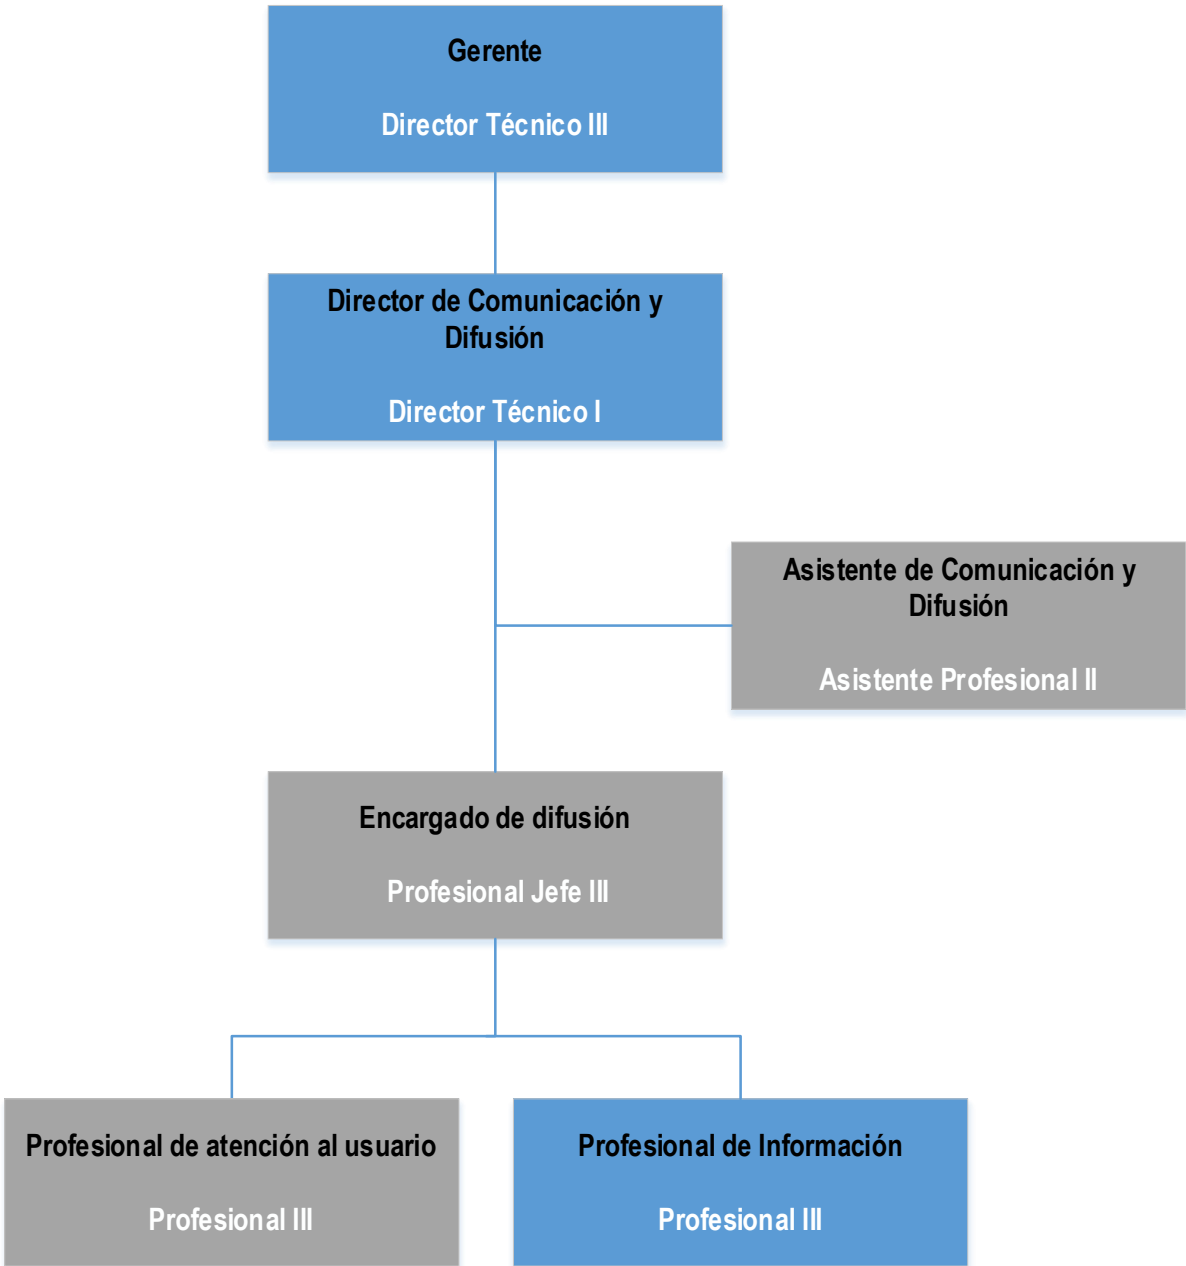 Gerente
Director Técnico III
Director de Comunicación y
Difusión
Director Técnico I
Asistente de Comunicación y
Difusión
Asistente Profesional II
Encargado de difusión
Profesional Jefe III
Profesional de atención al usuario
Profesional III
Profesional de Información
Profesional III